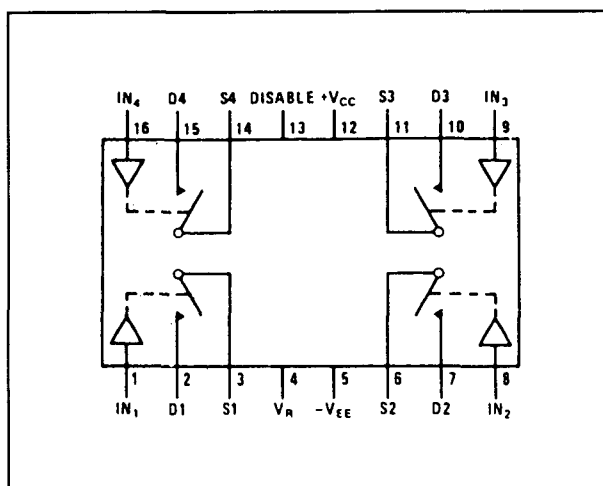 IN₄ D4 S4 DISABLE +VCC S3 D3 IN₃
16 15 14 13 12 11 10 9
1 2 3 4 5 6 7 8
IN₁ D1 S1 VR -VEE S2 D2 IN₂